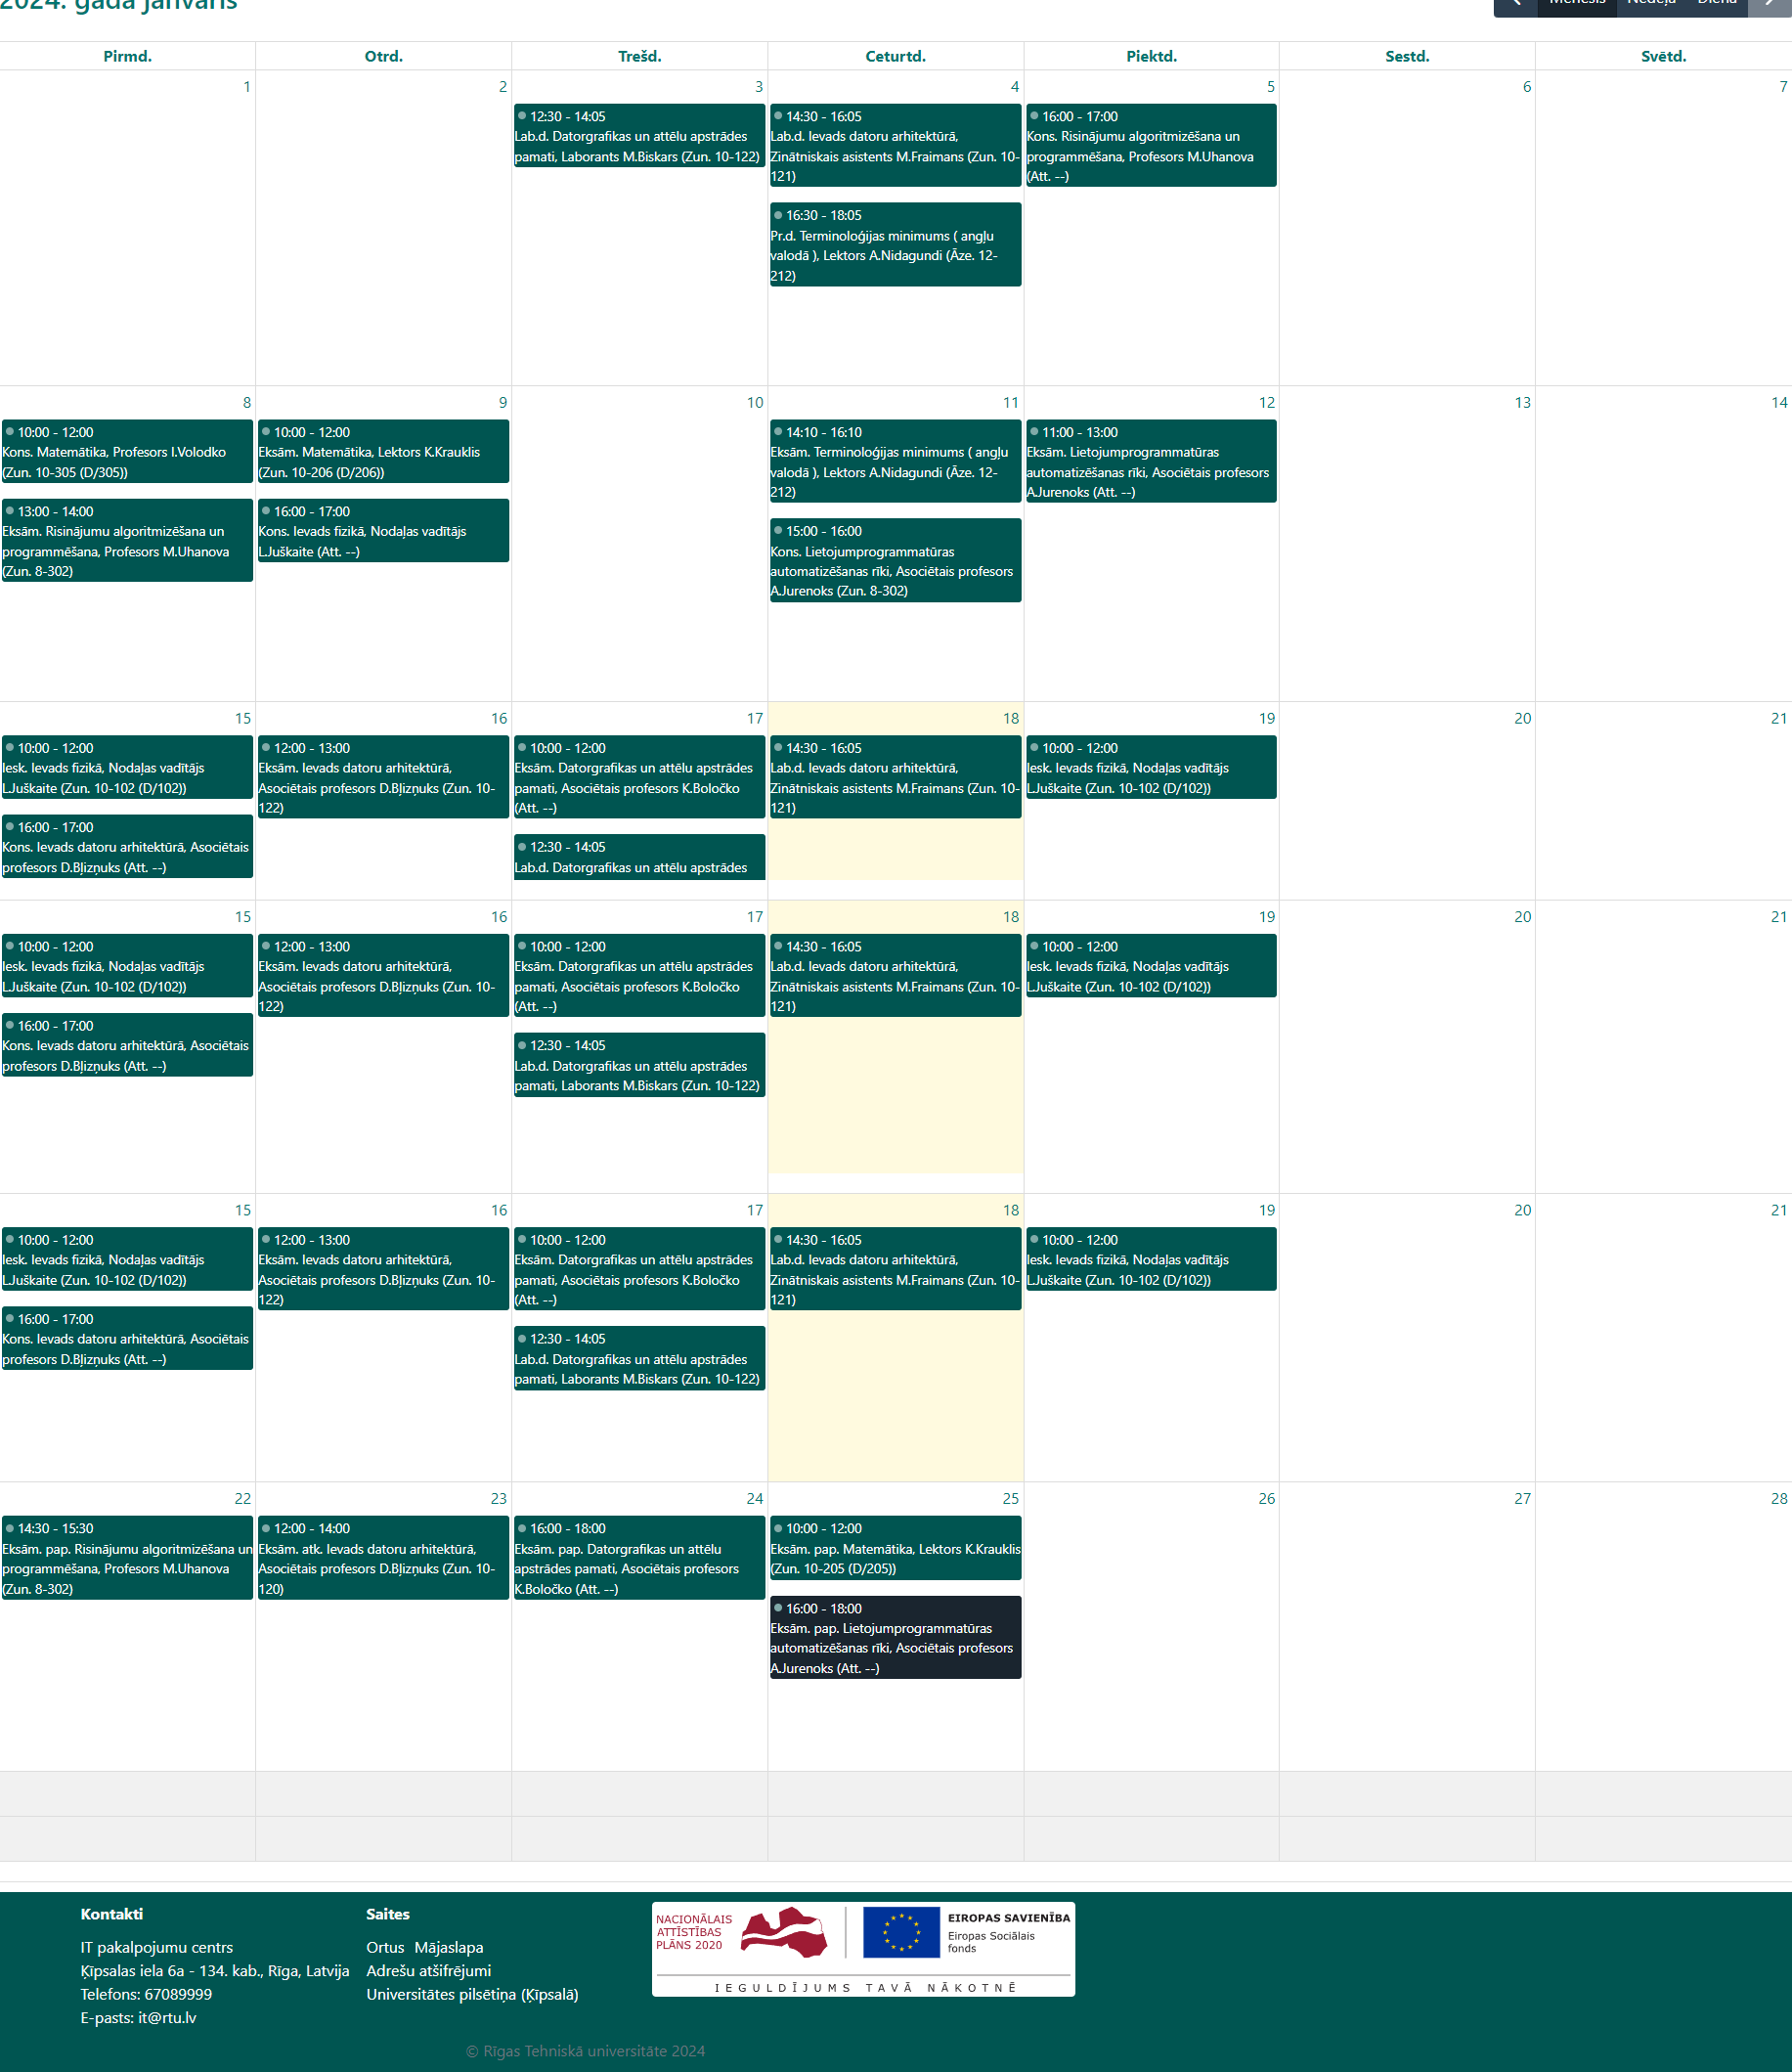 2024. gada janvāris
Mēnesis Nedēļa Diena
Pirmd. Otrd. Trešd. Ceturtd. Piektd. Sestd. Svētd.
1
2
3
12:30 - 14:05
Lab.d. Datorgrafikas un attēlu apstrādes
pamati, Laborants M.Biskars (Zun. 10-122)
4
14:30 - 16:05
Lab.d. Ievads datoru arhitektūrā,
Zinātniskais asistents M.Fraimans (Zun. 10-
121)
16:30 - 18:05
Pr.d. Terminoloģijas minimums ( angļu
valodā ), Lektors A.Nidagundi (Āze. 12-
212)
5
16:00 - 17:00
Kons. Risinājumu algoritmizēšana un
programmēšana, Profesors M.Uhanova
(Att. --)
6
7
8
10:00 - 12:00
Kons. Matemātika, Profesors I.Volodko
(Zun. 10-305 (D/305))
13:00 - 14:00
Eksām. Risinājumu algoritmizēšana un
programmēšana, Profesors M.Uhanova
(Zun. 8-302)
9
10:00 - 12:00
Eksām. Matemātika, Lektors K.Krauklis
(Zun. 10-206 (D/206))
16:00 - 17:00
Kons. Ievads fizikā, Nodaļas vadītājs
L.Juškaite (Att. --)
10
11
14:10 - 16:10
Eksām. Terminoloģijas minimums ( angļu
valodā ), Lektors A.Nidagundi (Āze. 12-
212)
15:00 - 16:00
Kons. Lietojumprogrammatūras
automatizēšanas rīki, Asociētais profesors
A.Jurenoks (Zun. 8-302)
12
11:00 - 13:00
Eksām. Lietojumprogrammatūras
automatizēšanas rīki, Asociētais profesors
A.Jurenoks (Att. --)
13
14
15
10:00 - 12:00
Iesk. Ievads fizikā, Nodaļas vadītājs
L.Juškaite (Zun. 10-102 (D/102))
16:00 - 17:00
Kons. Ievads datoru arhitektūrā, Asociētais
profesors D.Bļizņuks (Att. --)
16
12:00 - 13:00
Eksām. Ievads datoru arhitektūrā,
Asociētais profesors D.Bļizņuks (Zun. 10-
122)
17
10:00 - 12:00
Eksām. Datorgrafikas un attēlu apstrādes
pamati, Asociētais profesors K.Boločko
(Att. --)
12:30 - 14:05
Lab.d. Datorgrafikas un attēlu apstrādes
18
14:30 - 16:05
Lab.d. Ievads datoru arhitektūrā,
Zinātniskais asistents M.Fraimans (Zun. 10-
121)
19
10:00 - 12:00
Iesk. Ievads fizikā, Nodaļas vadītājs
L.Juškaite (Zun. 10-102 (D/102))
20
21
15
10:00 - 12:00
Iesk. Ievads fizikā, Nodaļas vadītājs
L.Juškaite (Zun. 10-102 (D/102))
16:00 - 17:00
Kons. Ievads datoru arhitektūrā, Asociētais
profesors D.Bļizņuks (Att. --)
16
12:00 - 13:00
Eksām. Ievads datoru arhitektūrā,
Asociētais profesors D.Bļizņuks (Zun. 10-
122)
17
10:00 - 12:00
Eksām. Datorgrafikas un attēlu apstrādes
pamati, Asociētais profesors K.Boločko
(Att. --)
12:30 - 14:05
Lab.d. Datorgrafikas un attēlu apstrādes
pamati, Laborants M.Biskars (Zun. 10-122)
18
14:30 - 16:05
Lab.d. Ievads datoru arhitektūrā,
Zinātniskais asistents M.Fraimans (Zun. 10-
121)
19
10:00 - 12:00
Iesk. Ievads fizikā, Nodaļas vadītājs
L.Juškaite (Zun. 10-102 (D/102))
20
21
15
10:00 - 12:00
Iesk. Ievads fizikā, Nodaļas vadītājs
L.Juškaite (Zun. 10-102 (D/102))
16:00 - 17:00
Kons. Ievads datoru arhitektūrā, Asociētais
profesors D.Bļizņuks (Att. --)
16
12:00 - 13:00
Eksām. Ievads datoru arhitektūrā,
Asociētais profesors D.Bļizņuks (Zun. 10-
122)
17
10:00 - 12:00
Eksām. Datorgrafikas un attēlu apstrādes
pamati, Asociētais profesors K.Boločko
(Att. --)
12:30 - 14:05
Lab.d. Datorgrafikas un attēlu apstrādes
pamati, Laborants M.Biskars (Zun. 10-122)
18
14:30 - 16:05
Lab.d. Ievads datoru arhitektūrā,
Zinātniskais asistents M.Fraimans (Zun. 10-
121)
19
10:00 - 12:00
Iesk. Ievads fizikā, Nodaļas vadītājs
L.Juškaite (Zun. 10-102 (D/102))
20
21
22
14:30 - 15:30
Eksām. pap. Risinājumu algoritmizēšana un
programmēšana, Profesors M.Uhanova
(Zun. 8-302)
23
12:00 - 14:00
Eksām. atk. Ievads datoru arhitektūrā,
Asociētais profesors D.Bļizņuks (Zun. 10-
120)
24
16:00 - 18:00
Eksām. pap. Datorgrafikas un attēlu
apstrādes pamati, Asociētais profesors
K.Boločko (Att. --)
25
10:00 - 12:00
Eksām. pap. Matemātika, Lektors K.Krauklis
(Zun. 10-205 (D/205))
16:00 - 18:00
Eksām. pap. Lietojumprogrammatūras
automatizēšanas rīki, Asociētais profesors
A.Jurenoks (Att. --)
26
27
28
Kontakti
IT pakalpojumu centrs
Ķīpsalas iela 6a - 134. kab., Rīga, Latvija
Telefons: 67089999
E-pasts: it@rtu.lv
Saites
Ortus Mājaslapa
Adrešu atšifrējumi
Universitātes pilsētiņa (Ķīpsalā)
NACIONĀLAIS
ATTĪSTĪBAS
PLĀNS 2020
EIROPAS SAVIENĪBA
Eiropas Sociālais
fonds
IEGULDĪJUMS TAVĀ NĀKOTNĒ
© Rīgas Tehniskā universitāte 2024